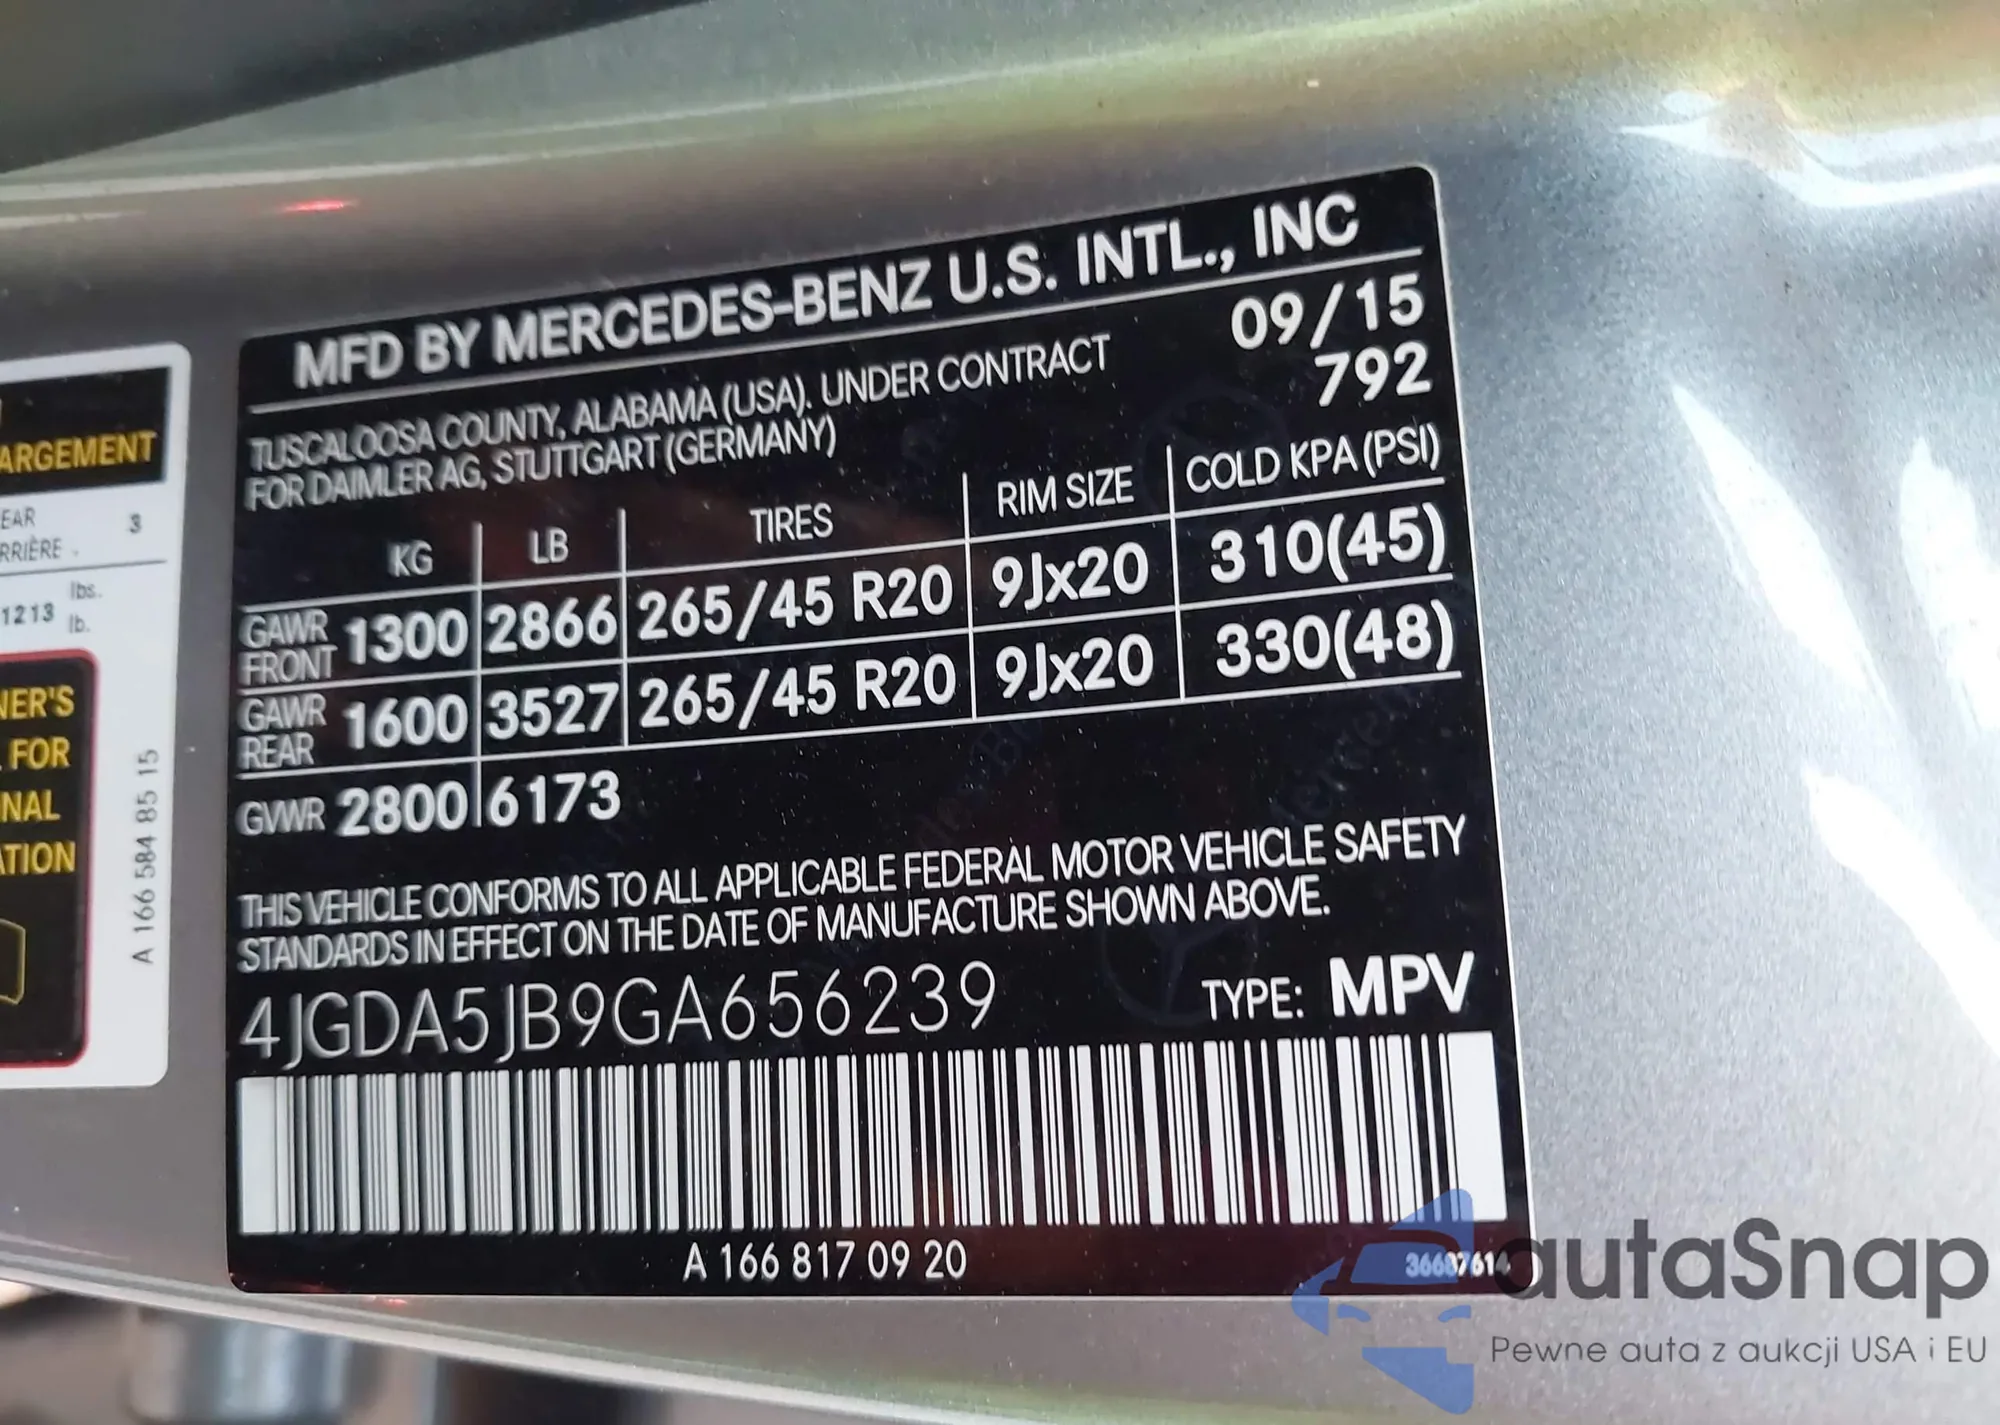 MFD BY MERCEDES-BENZ U.S. INTL., INC
TUSCALOOSA COUNTY, ALABAMA (USA). UNDER CONTRACT
FOR DAIMLER AG, STUTTGART (GERMANY)
09/15
792
KG LB TIRES RIM SIZE COLD KPA (PSI)
GAWR FRONT 1300 2866 265/45 R20 9Jx20 310(45)
GAWR REAR 1600 3527 265/45 R20 9Jx20 330(48)
GVWR 2800 6173
THIS VEHICLE CONFORMS TO ALL APPLICABLE FEDERAL MOTOR VEHICLE SAFETY
STANDARDS IN EFFECT ON THE DATE OF MANUFACTURE SHOWN ABOVE.
4JGDA5JB9GA656239 TYPE: MPV
A 166 817 09 20
ARGEMENT
EAR 3
RRIÈRE
1213 lbs.
lb.
NER'S
FOR
NAL
ATION
A 166 584 85 15
autaSnap
Pewne auta z aukcji USA i EU